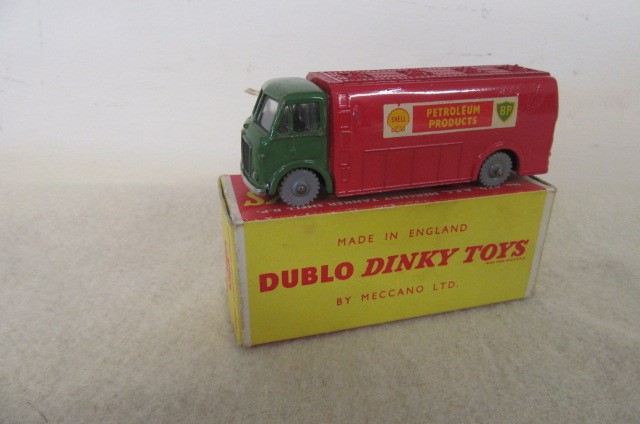 SHELL
PETROLEUM
PRODUCTS
BP
MADE IN ENGLAND
DUBLO DINKY TOYS
BY MECCANO LTD.